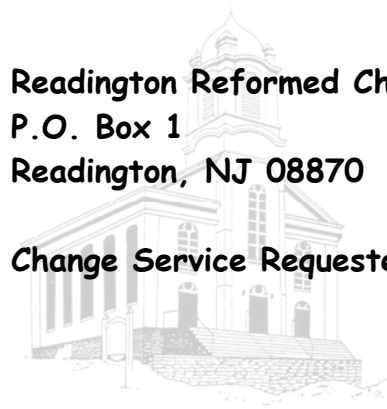 Readington Reformed
P.O. Box 1
Readington, NJ 08870
Change Service